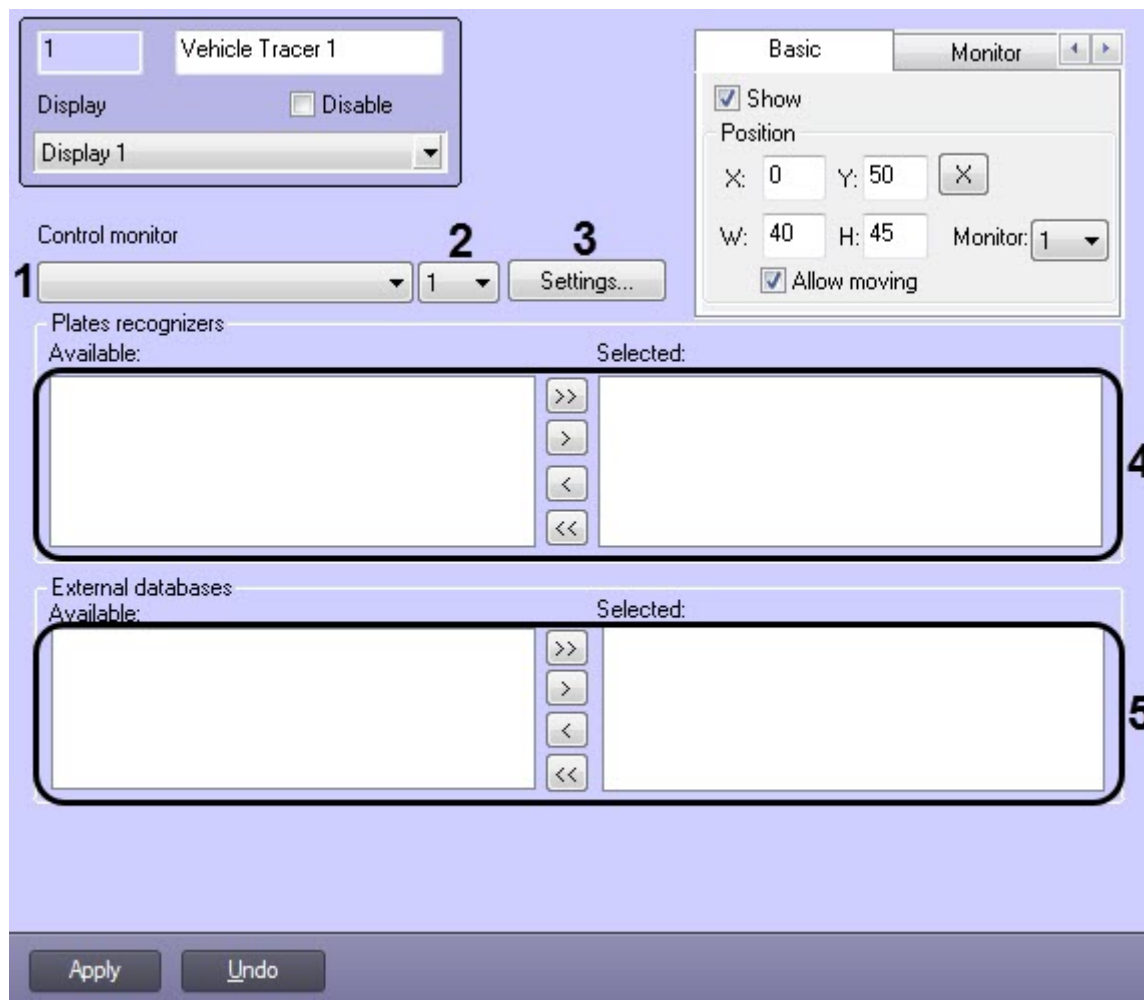 1 Vehicle Tracer 1
Display Disable
Display 1
Basic Monitor
Show
Position
X: 0 Y: 50 X
W: 40 H: 45 Monitor: 1
Allow moving
Control monitor 2 3
1 1 Settings...
Plates recognizers
Available: Selected:
>>
>
<
<<
4
External databases
Available: Selected:
>>
>
<
<<
5
Apply Undo